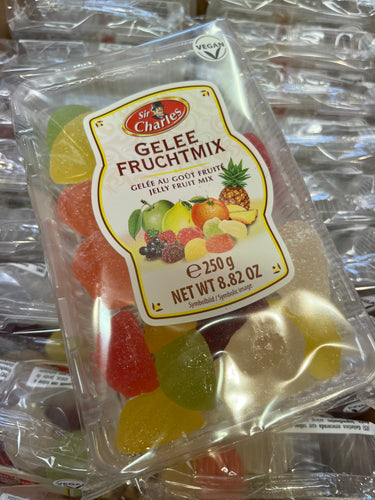 VEGAN
Sir
Charles
GELEE
FRUCHTMIX
GELÉE AU GOÛT FRUITÉ
JELLY FRUIT MIX
℮ 250 g
NET WT 8.82 OZ
Symbolbild / Symbolic image